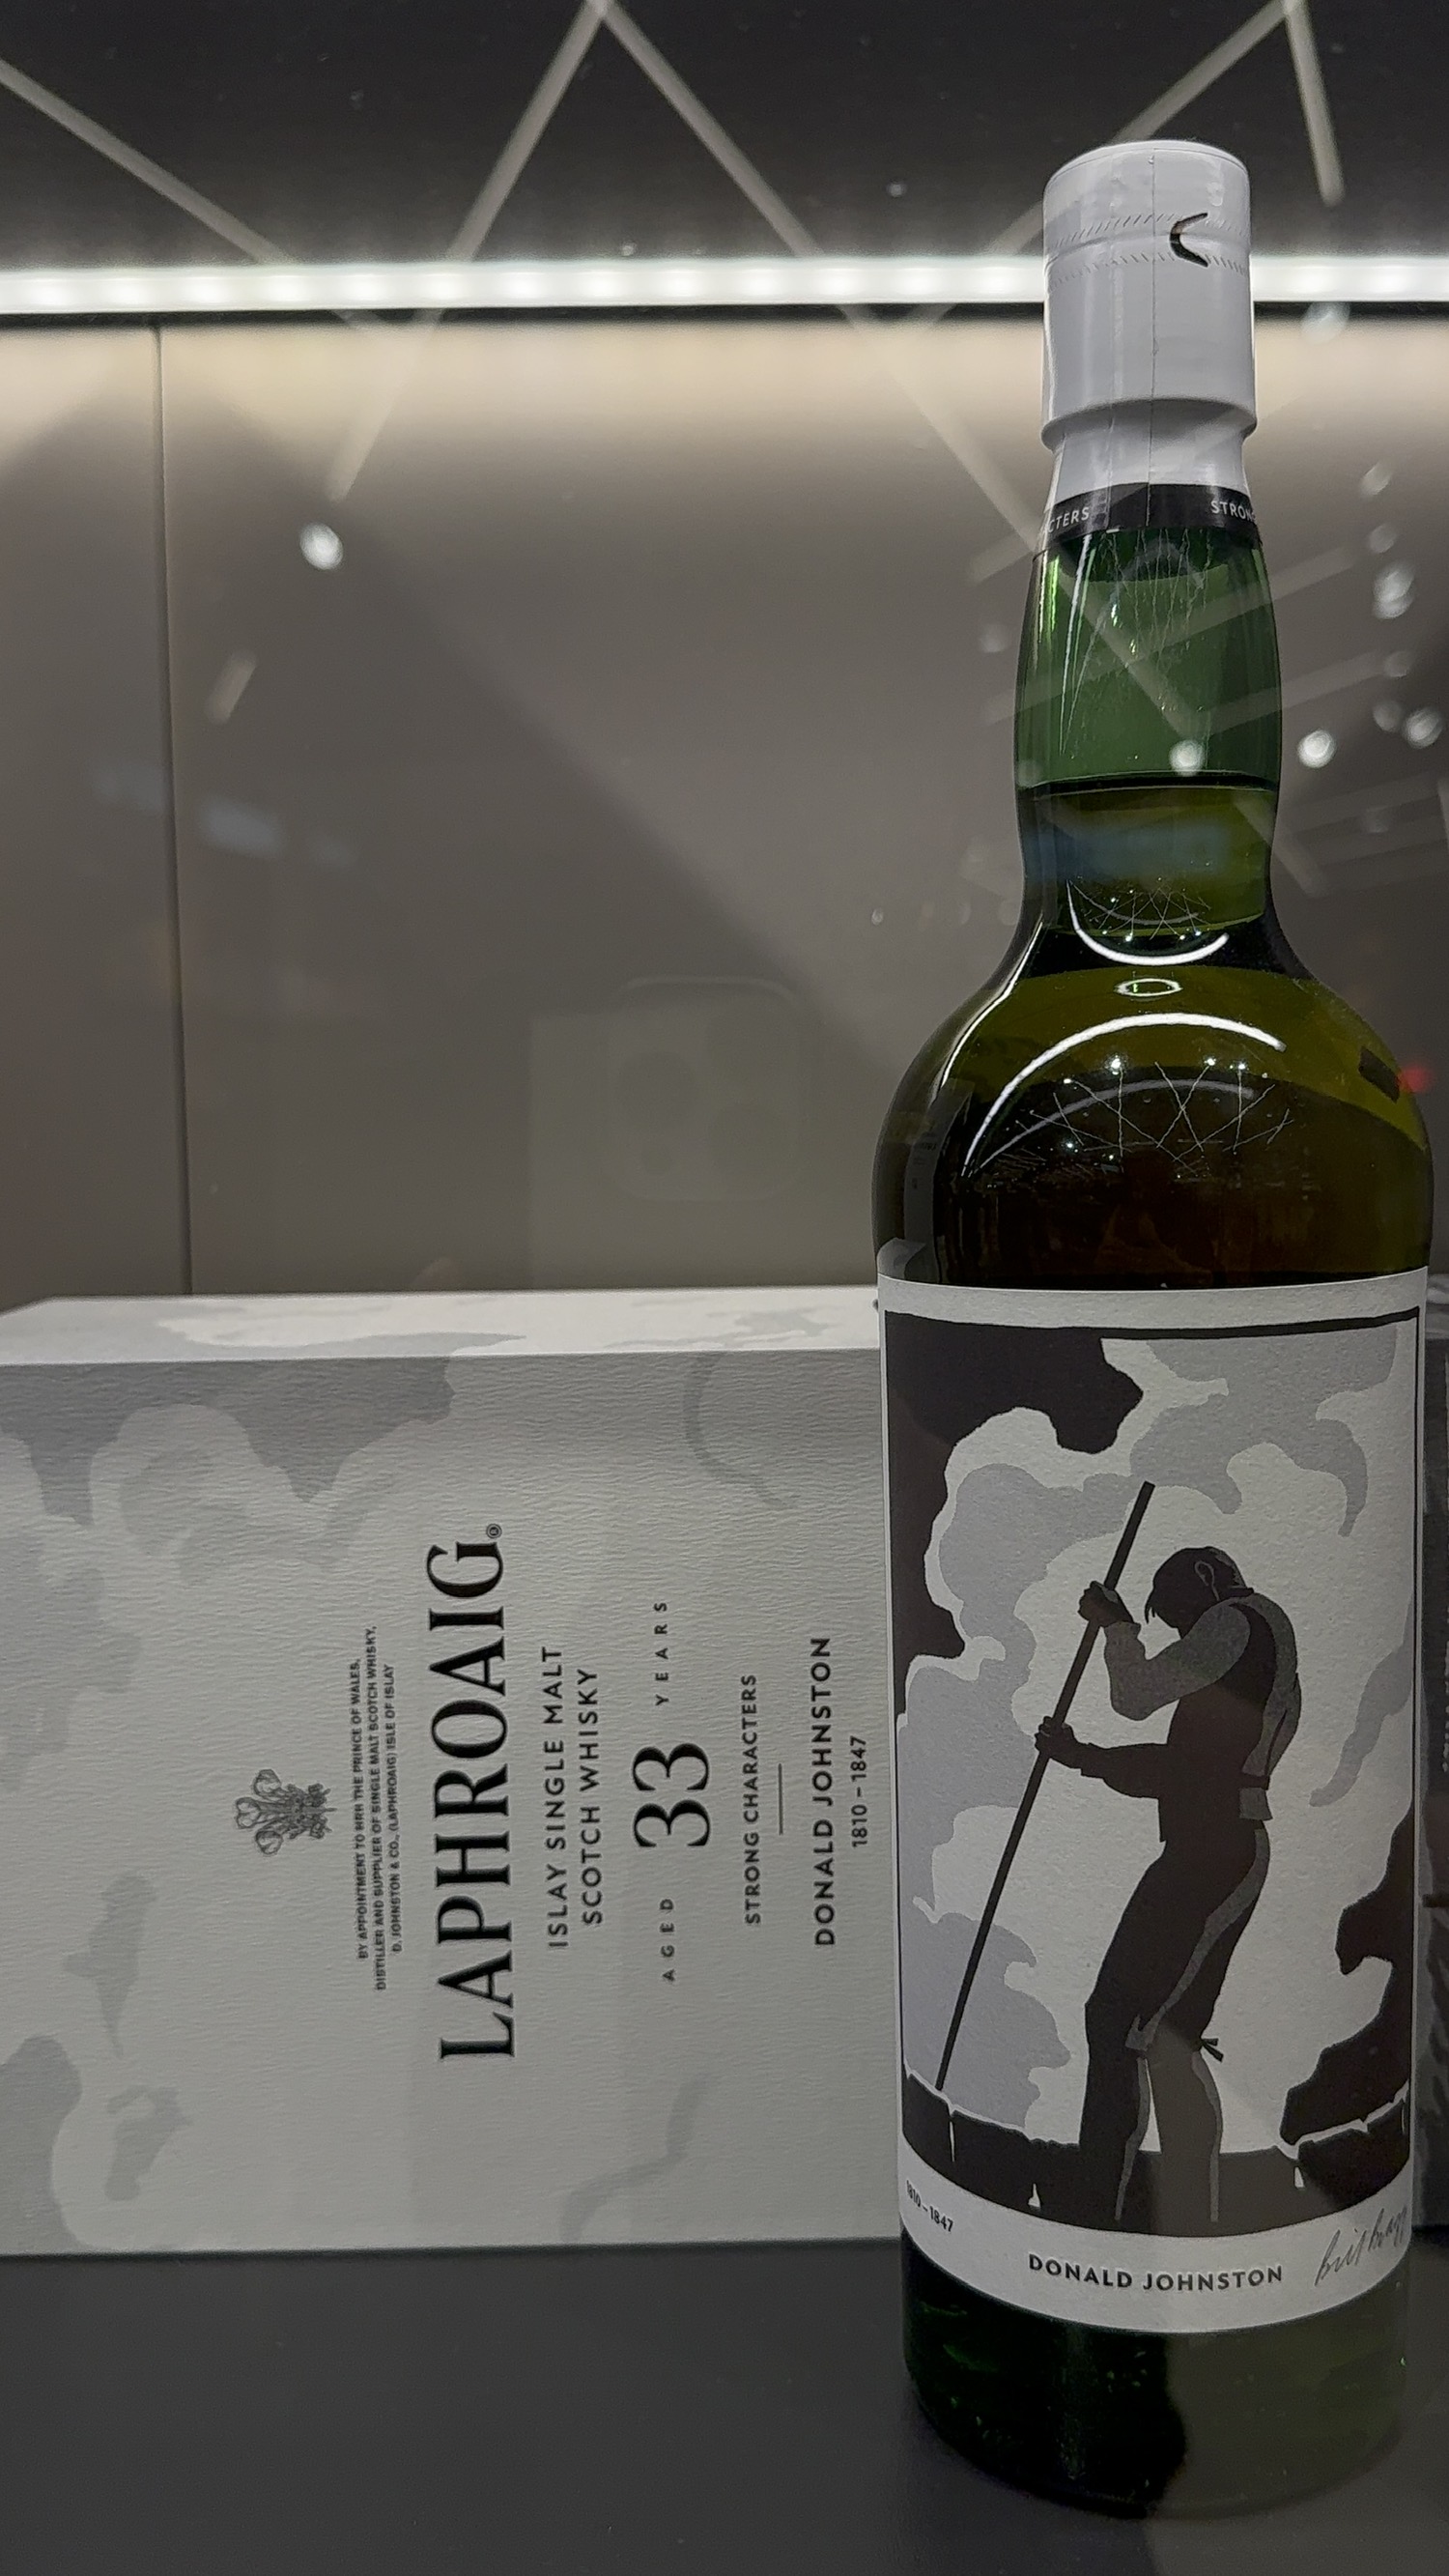 CTERS STRON
BY APPOINTMENT TO HRH THE PRINCE OF WALES,
DISTILLER AND SUPPLIER OF SINGLE MALT SCOTCH WHISKY,
D. JOHNSTON & CO., (LAPHROAIG) ISLE OF ISLAY
LAPHROAIG®
ISLAY SINGLE MALT
SCOTCH WHISKY
AGED 33 YEARS
STRONG CHARACTERS
DONALD JOHNSTON
1810–1847
1810–1847
DONALD JOHNSTON